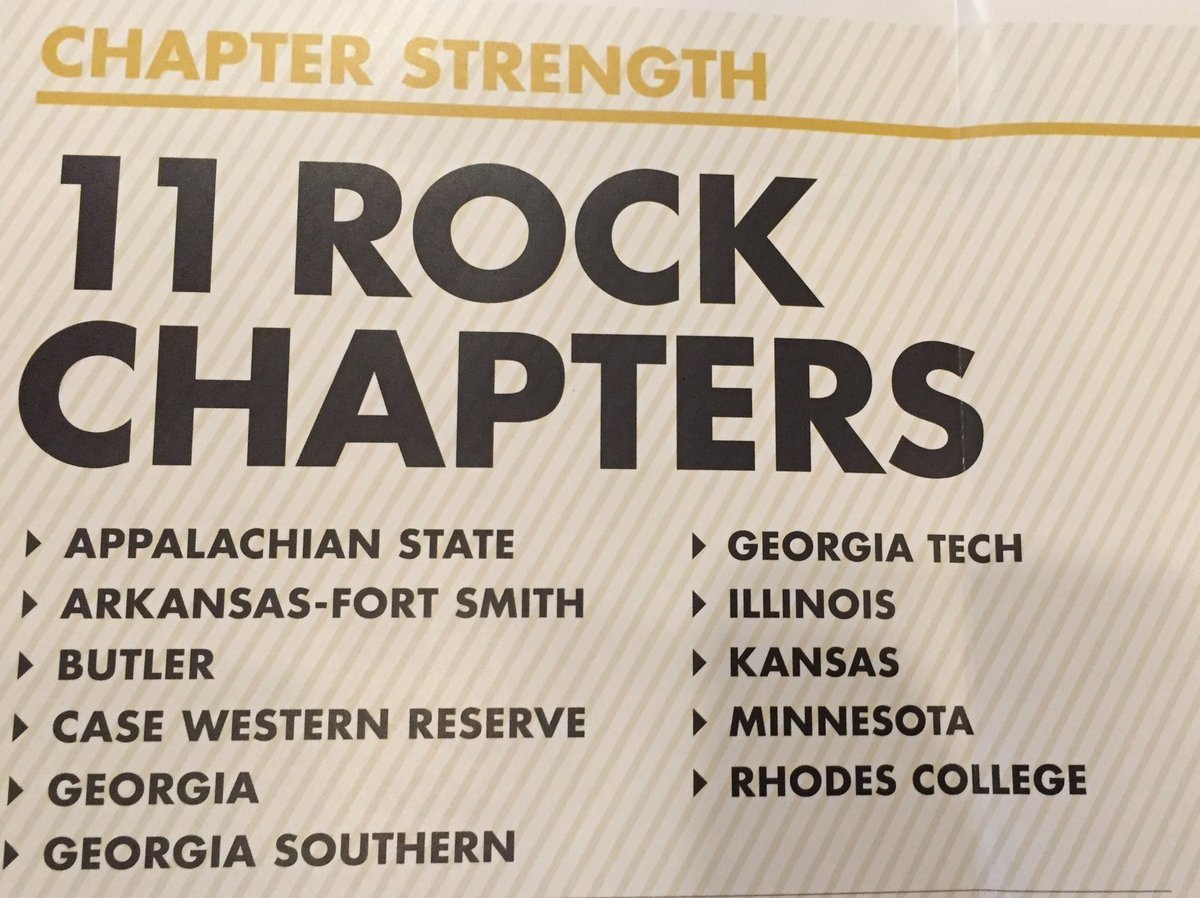 CHAPTER STRENGTH
11 ROCK
CHAPTERS
APPALACHIAN STATE
ARKANSAS-FORT SMITH
BUTLER
CASE WESTERN RESERVE
GEORGIA
GEORGIA SOUTHERN
GEORGIA TECH
ILLINOIS
KANSAS
MINNESOTA
RHODES COLLEGE